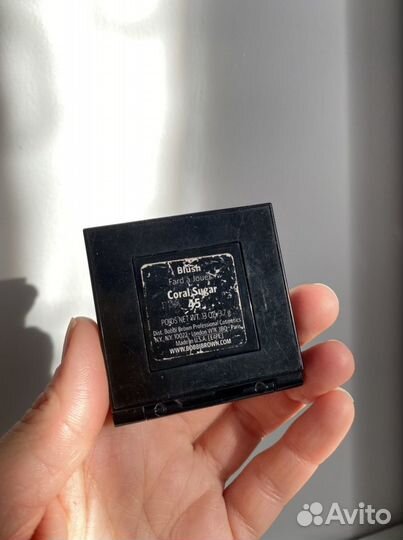 Blush
Fard à Joues
Coral Sugar
45
POIDS NET WT. .13 OZ/3.7 g
Dist. Bobbi Brown Professional Cosmetics
N.Y., N.Y. 10022 · London W1K 3BQ · Paris
Made in U.S.A.
WWW.BOBBIBROWN.COM
Avito